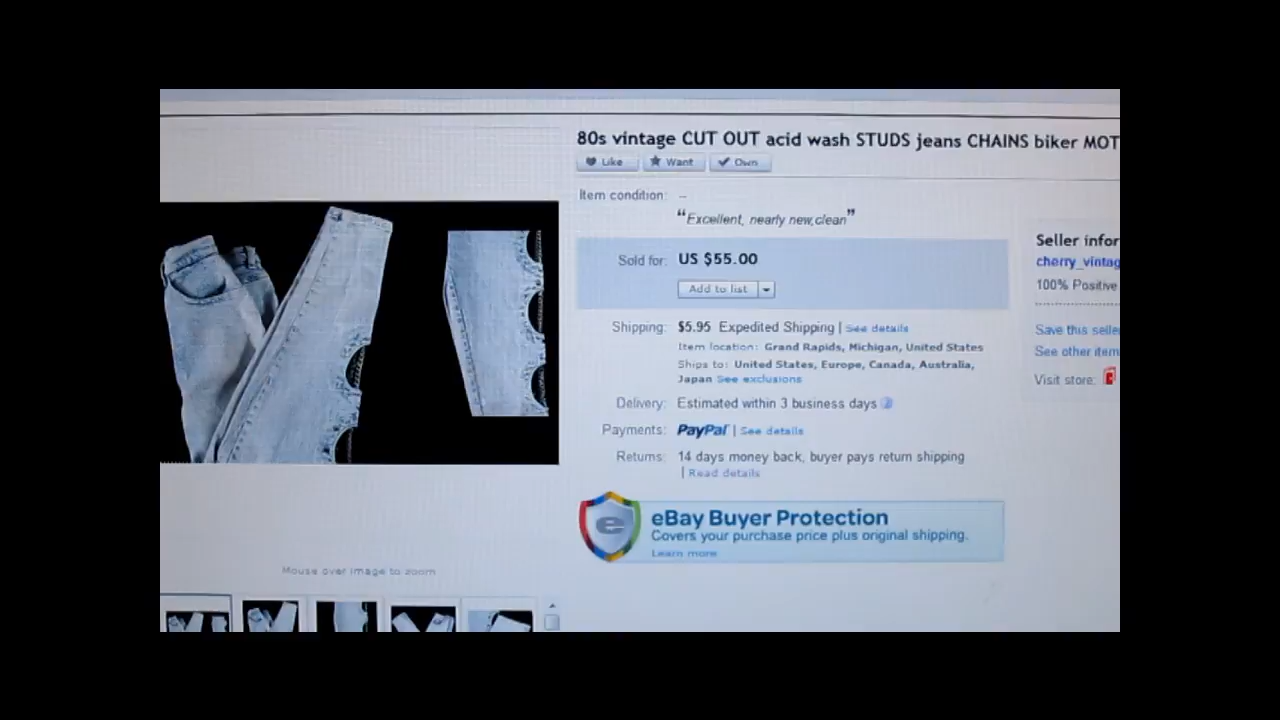 80s vintage CUT OUT acid wash STUDS jeans CHAINS biker MOT
Like Want Own
Item condition: --
“Excellent, nearly new,clean”
Sold for: US $55.00
Add to list
Shipping: $5.95 Expedited Shipping | See details
Item location: Grand Rapids, Michigan, United States
Ships to: United States, Europe, Canada, Australia,
Japan See exclusions
Delivery: Estimated within 3 business days
Payments: PayPal | See details
Returns: 14 days money back, buyer pays return shipping
| Read details
e
eBay Buyer Protection
Covers your purchase price plus original shipping.
Learn more
Seller infor
cherry_vintag
100% Positive
Save this selle
See other item
Visit store:
Mouse over image to zoom